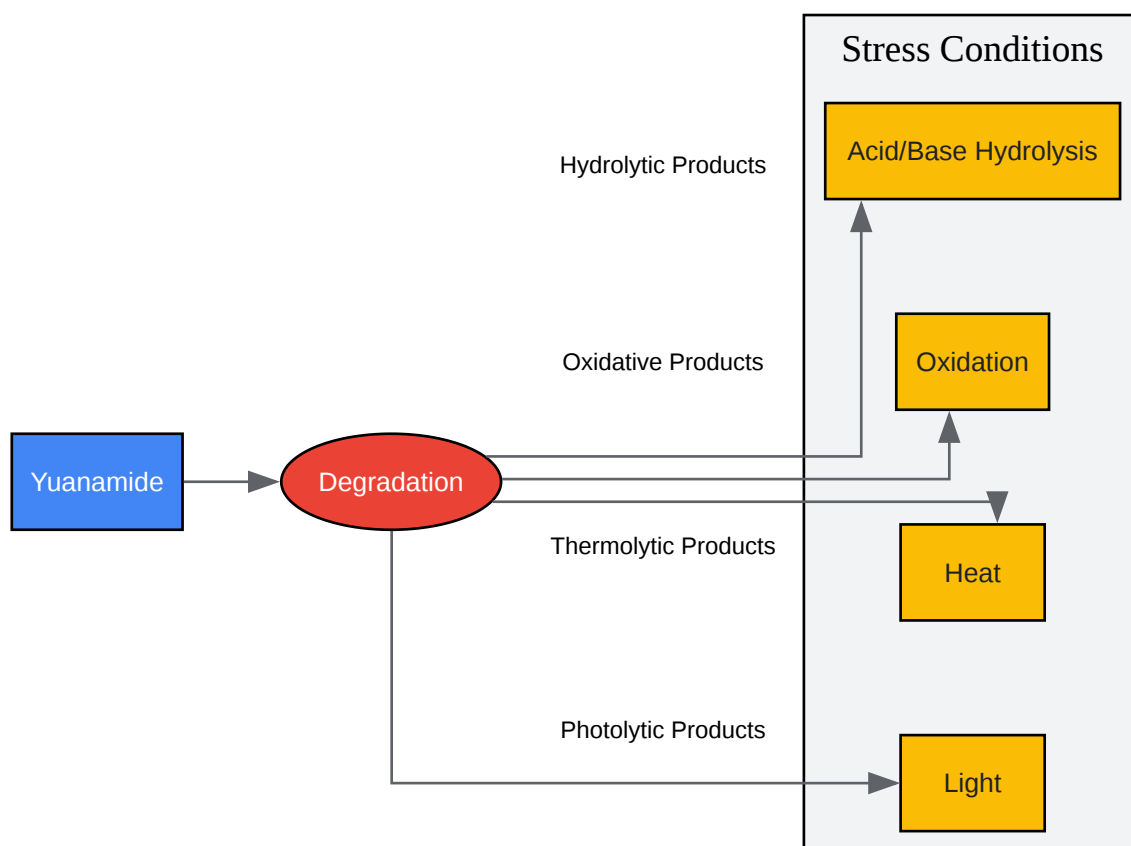 Stress Conditions
Acid/Base Hydrolysis
Hydrolytic Products
Oxidative Products
Oxidation
Yuanamide
Degradation
Thermolytic Products
Heat
Photolytic Products
Light